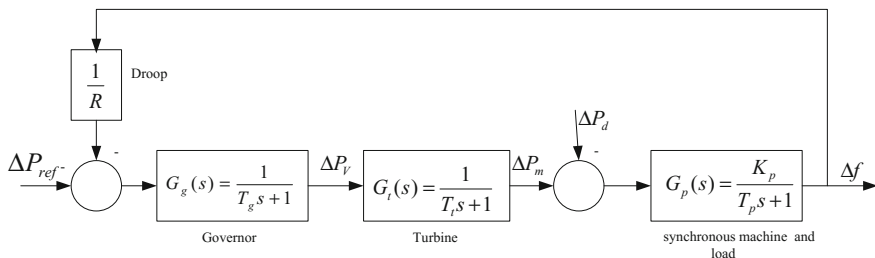 1
R
Droop
-
ΔP_ref -
G_g(s) = 1 / (T_g s + 1)
ΔP_V
G_t(s) = 1 / (T_t s + 1)
ΔP_m
ΔP_d
-
G_p(s) = K_p / (T_p s + 1)
Δf
Governor
Turbine
synchronous machine and
load